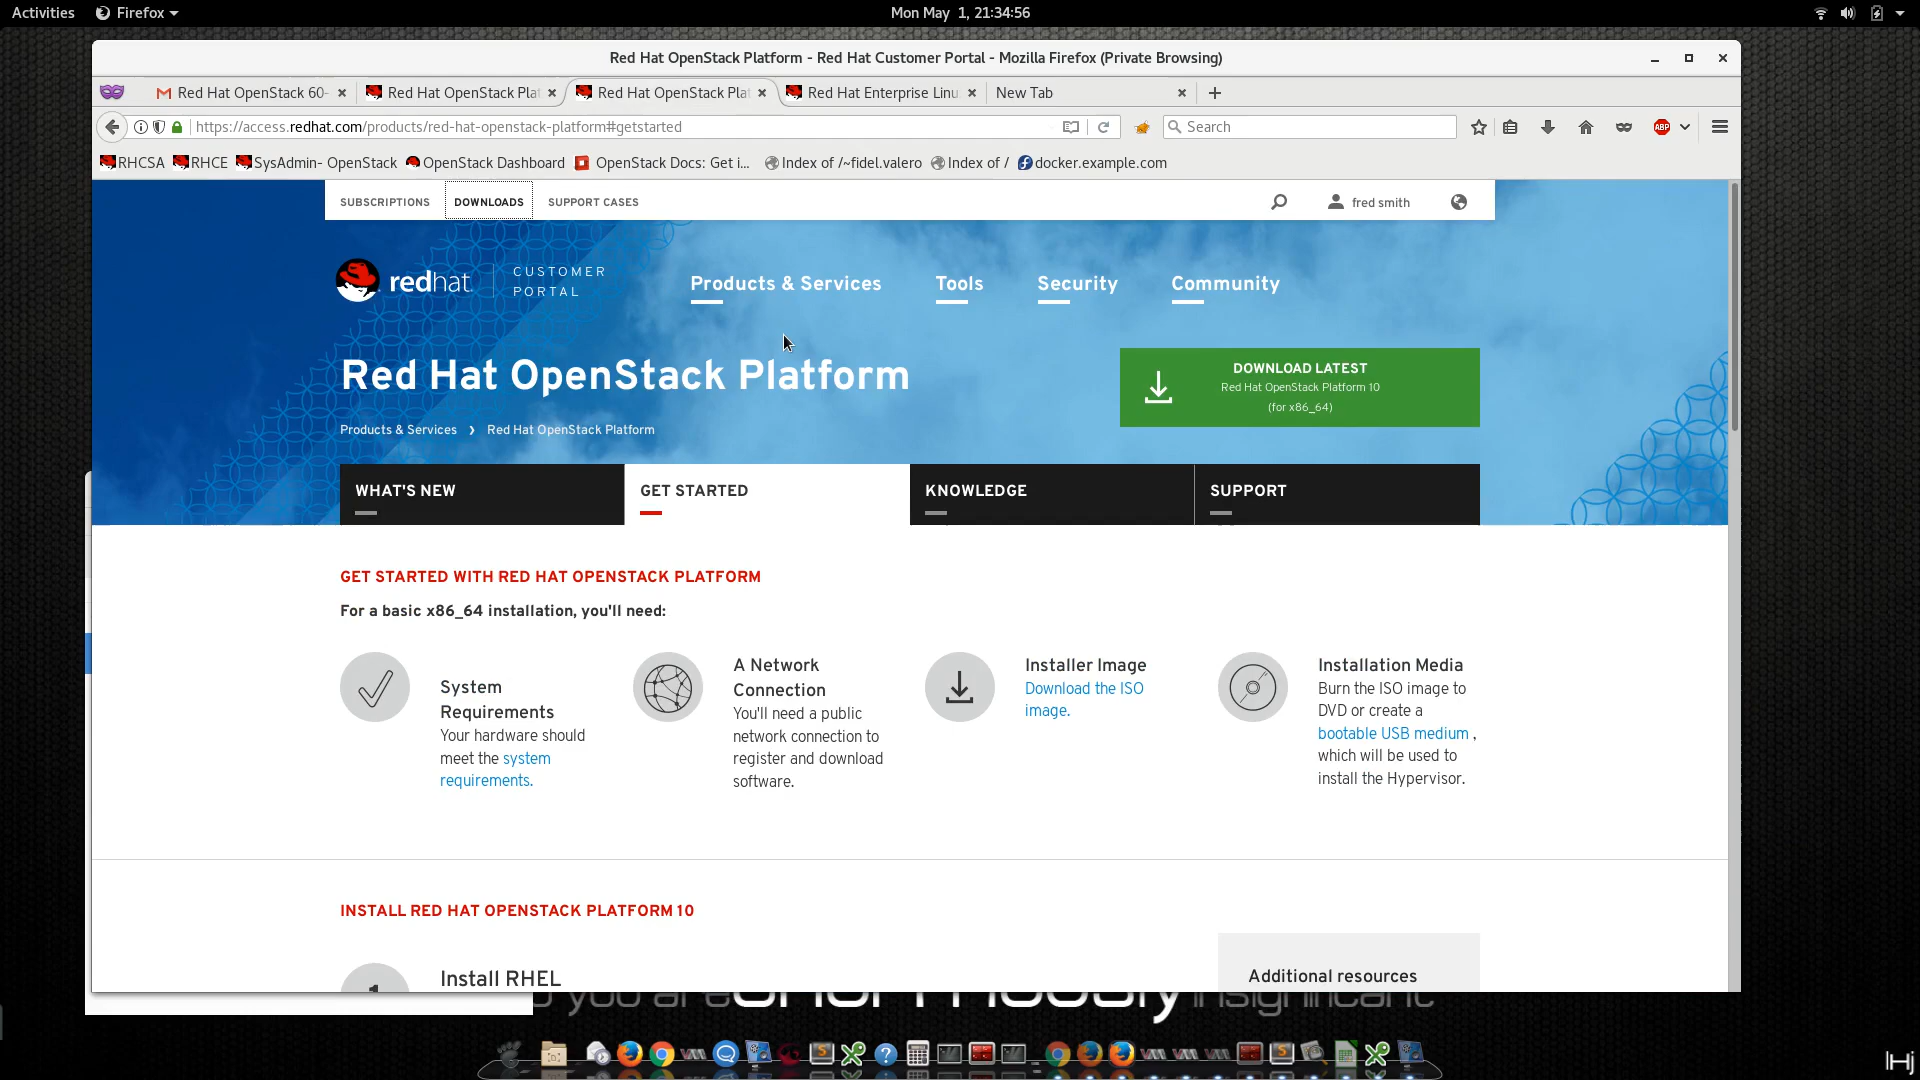 Activities Firefox Mon May 1, 21:34:56
Red Hat OpenStack Platform - Red Hat Customer Portal - Mozilla Firefox (Private Browsing)
Red Hat OpenStack 60- Red Hat OpenStack Plat Red Hat OpenStack Plat Red Hat Enterprise Linu New Tab
https://access.redhat.com/products/red-hat-openstack-platform#getstarted Search ABP
RHCSA RHCE SysAdmin- OpenStack OpenStack Dashboard OpenStack Docs: Get i... Index of /~fidel.valero Index of / docker.example.com
SUBSCRIPTIONS DOWNLOADS SUPPORT CASES fred smith
redhat. CUSTOMER
PORTAL
Products & Services Tools Security Community
Red Hat OpenStack Platform
DOWNLOAD LATEST
Red Hat OpenStack Platform 10
(for x86_64)
Products & Services Red Hat OpenStack Platform
WHAT'S NEW GET STARTED KNOWLEDGE SUPPORT
GET STARTED WITH RED HAT OPENSTACK PLATFORM
For a basic x86_64 installation, you'll need:
System
Requirements
Your hardware should
meet the system
requirements.
A Network
Connection
You'll need a public
network connection to
register and download
software.
Installer Image
Download the ISO
image.
Installation Media
Burn the ISO image to
DVD or create a
bootable USB medium ,
which will be used to
install the Hypervisor.
INSTALL RED HAT OPENSTACK PLATFORM 10
Install RHEL
Additional resources
you are enormously insignificant